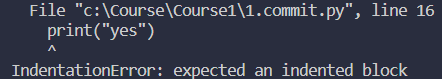 File "c:\Course\Course1\1.commit.py", line 16
print("yes")
^
IndentationError: expected an indented block